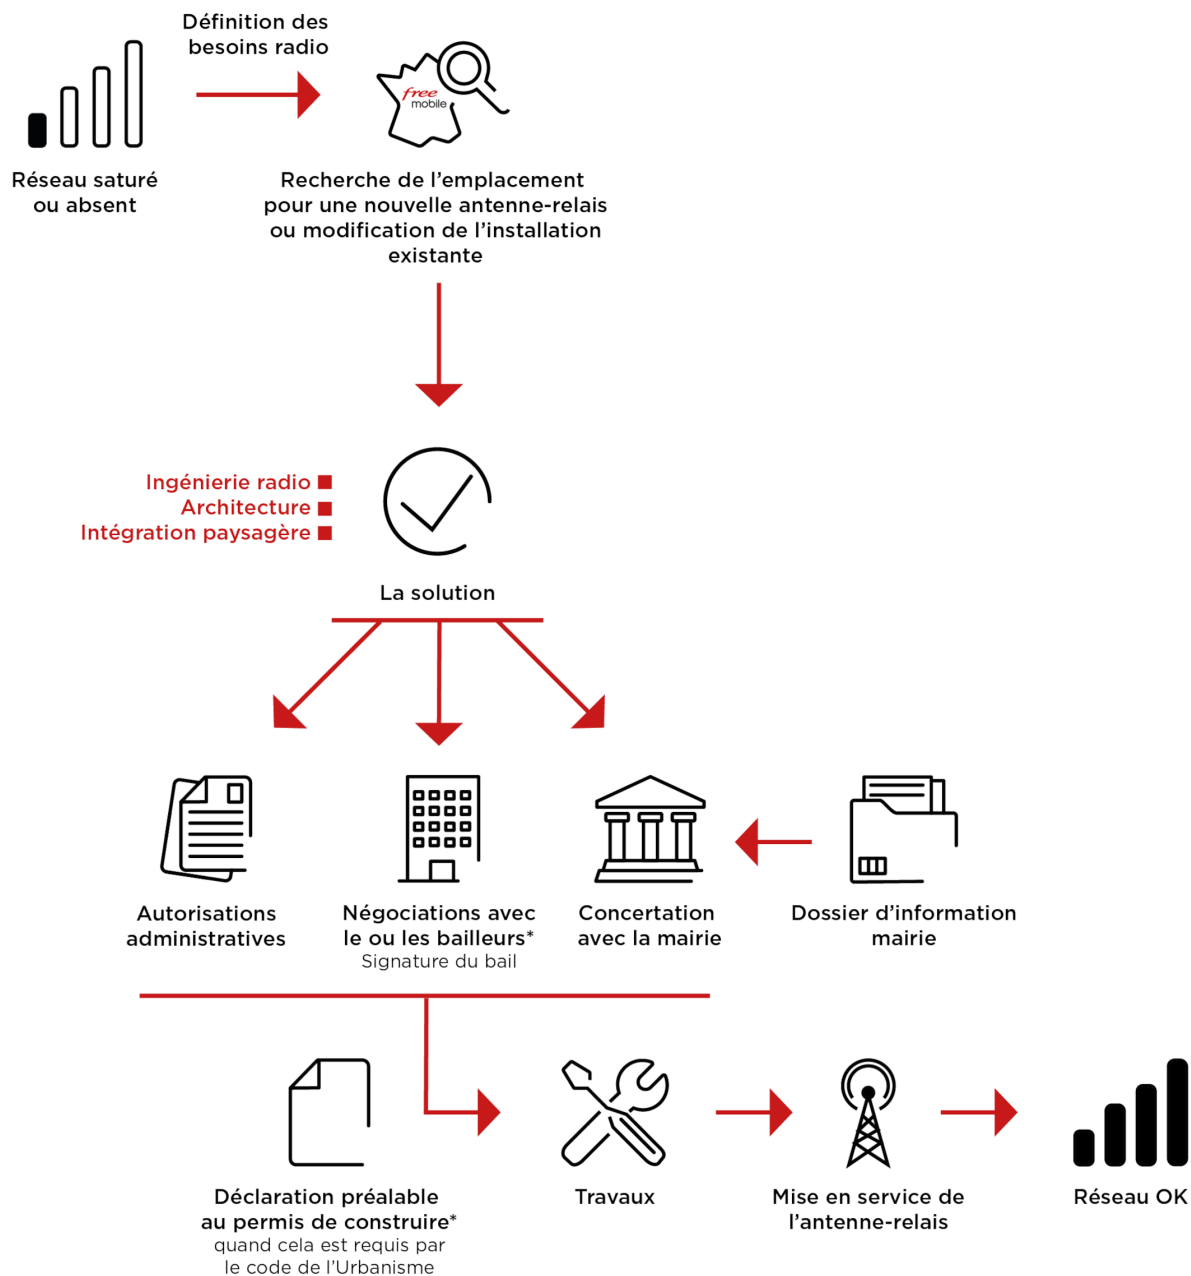 Définition des
besoins radio
free
mobile
Réseau saturé
ou absent
Recherche de l’emplacement
pour une nouvelle antenne-relais
ou modification de l’installation
existante
Ingénierie radio
Architecture
Intégration paysagère
La solution
Autorisations
administratives
Négociations avec
le ou les bailleurs*
Signature du bail
Concertation
avec la mairie
Dossier d’information
mairie
Déclaration préalable
au permis de construire*
quand cela est requis par
le code de l’Urbanisme
Travaux
Mise en service de
l’antenne-relais
Réseau OK